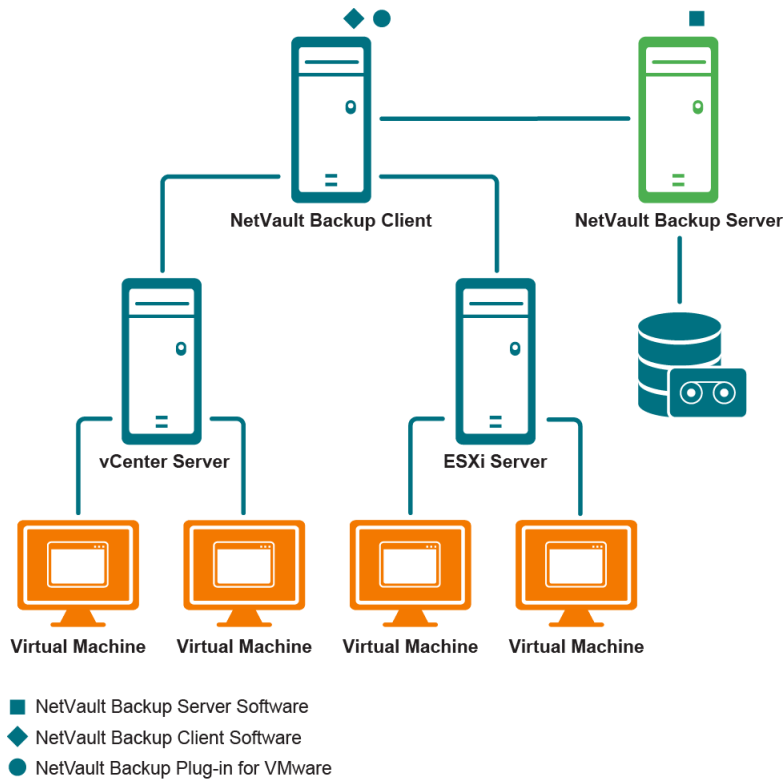 NetVault Backup Client
NetVault Backup Server
vCenter Server
ESXi Server
Virtual Machine
Virtual Machine
Virtual Machine
Virtual Machine
NetVault Backup Server Software
NetVault Backup Client Software
NetVault Backup Plug-in for VMware